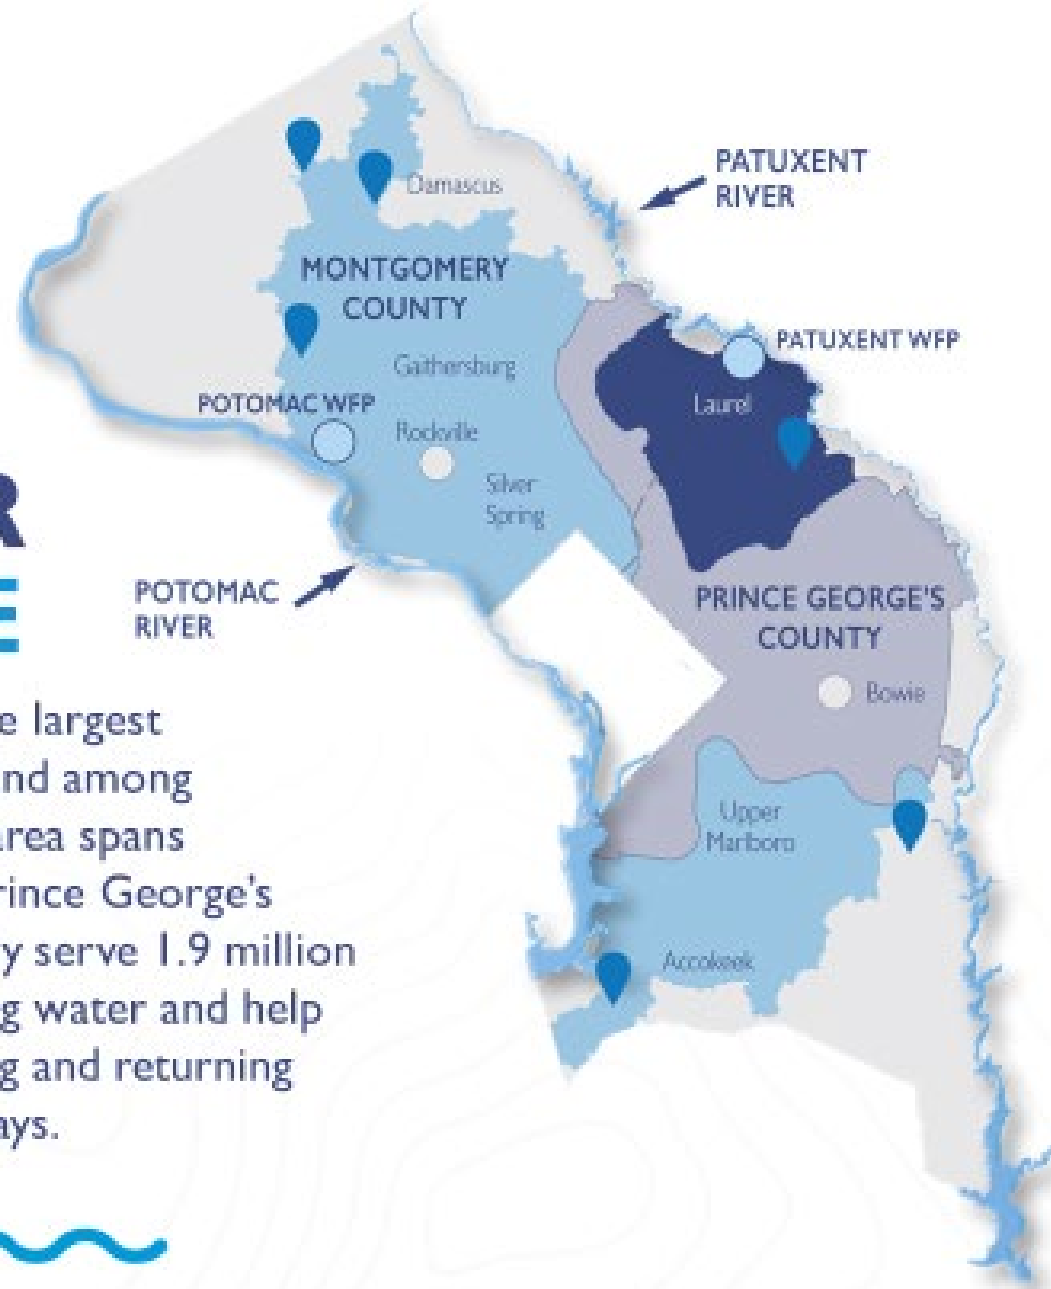 PATUXENT
RIVER
Damascus
MONTGOMERY
COUNTY
PATUXENT WFP
Gaithersburg
Laurel
POTOMAC WFP
Rockville
Silver
Spring
R
E
POTOMAC
RIVER
PRINCE GEORGE'S
COUNTY
Bowie
e largest
nd among
area spans
rince George's
y serve 1.9 million
g water and help
g and returning
ays.
Upper
Marlboro
Accokeek